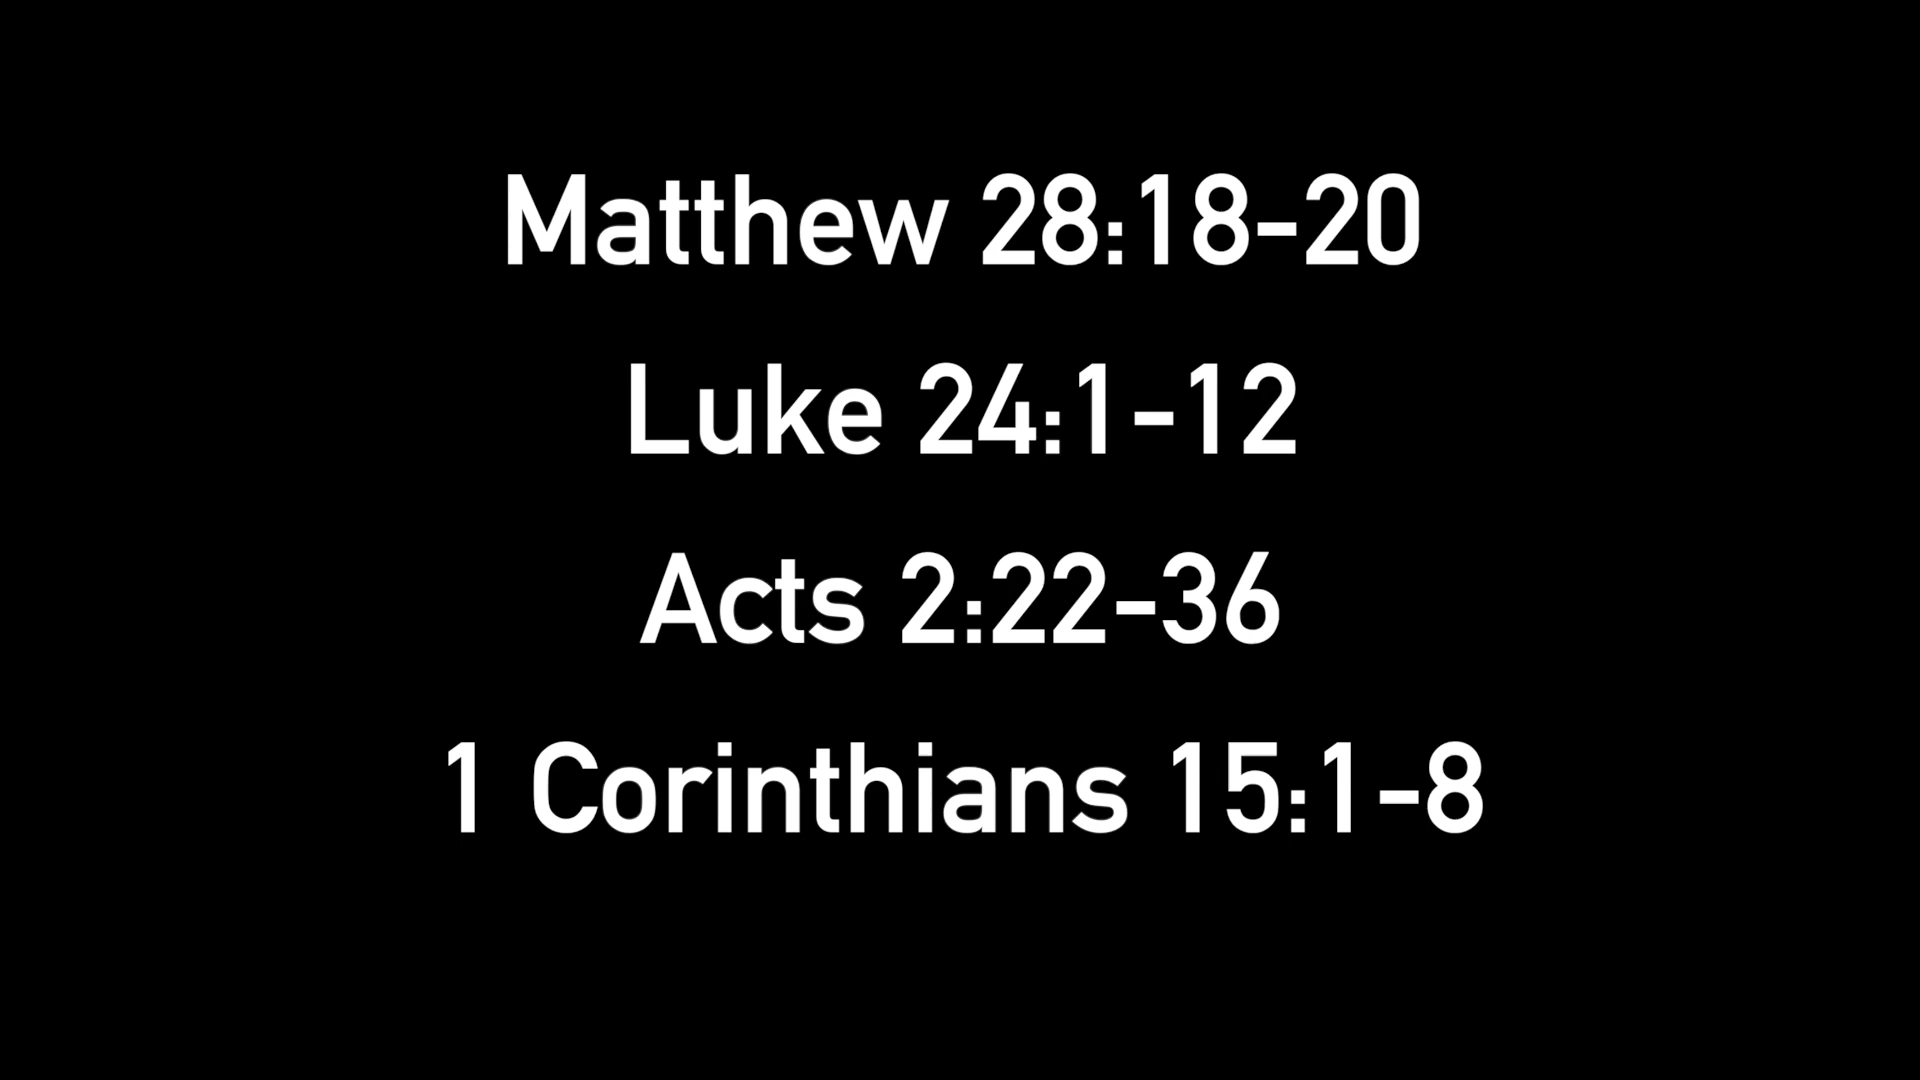 Matthew 28:18-20
Luke 24:1-12
Acts 2:22-36
1 Corinthians 15:1-8